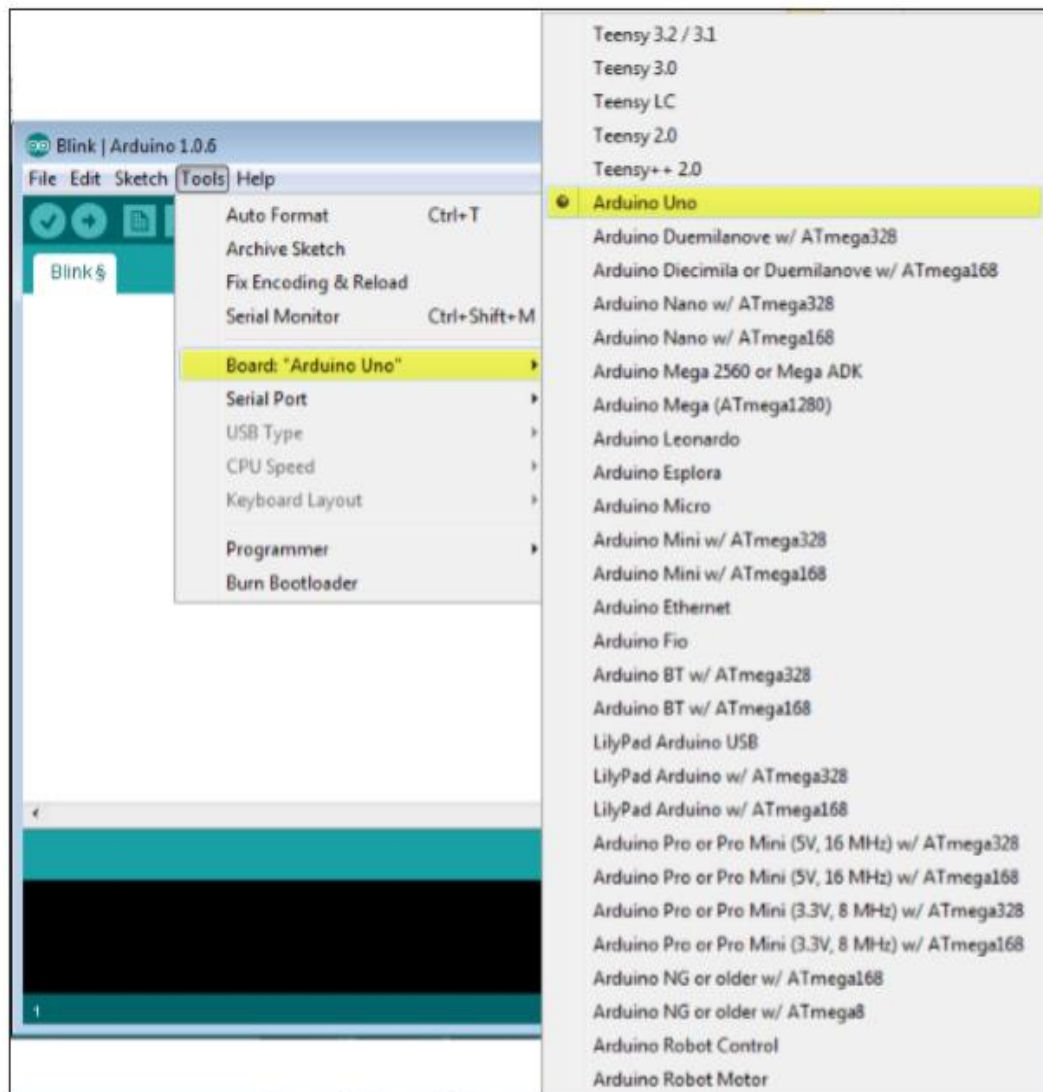 Blink | Arduino 1.0.6
File Edit Sketch Tools Help
Blink§
Auto Format Ctrl+T
Archive Sketch
Fix Encoding & Reload
Serial Monitor Ctrl+Shift+M
Board: "Arduino Uno"
Serial Port
USB Type
CPU Speed
Keyboard Layout
Programmer
Burn Bootloader
1
Teensy 3.2 / 3.1
Teensy 3.0
Teensy LC
Teensy 2.0
Teensy++ 2.0
Arduino Uno
Arduino Duemilanove w/ ATmega328
Arduino Diecimila or Duemilanove w/ ATmega168
Arduino Nano w/ ATmega328
Arduino Nano w/ ATmega168
Arduino Mega 2560 or Mega ADK
Arduino Mega (ATmega1280)
Arduino Leonardo
Arduino Esplora
Arduino Micro
Arduino Mini w/ ATmega328
Arduino Mini w/ ATmega168
Arduino Ethernet
Arduino Fio
Arduino BT w/ ATmega328
Arduino BT w/ ATmega168
LilyPad Arduino USB
LilyPad Arduino w/ ATmega328
LilyPad Arduino w/ ATmega168
Arduino Pro or Pro Mini (5V, 16 MHz) w/ ATmega328
Arduino Pro or Pro Mini (5V, 16 MHz) w/ ATmega168
Arduino Pro or Pro Mini (3.3V, 8 MHz) w/ ATmega328
Arduino Pro or Pro Mini (3.3V, 8 MHz) w/ ATmega168
Arduino NG or older w/ ATmega168
Arduino NG or older w/ ATmega8
Arduino Robot Control
Arduino Robot Motor